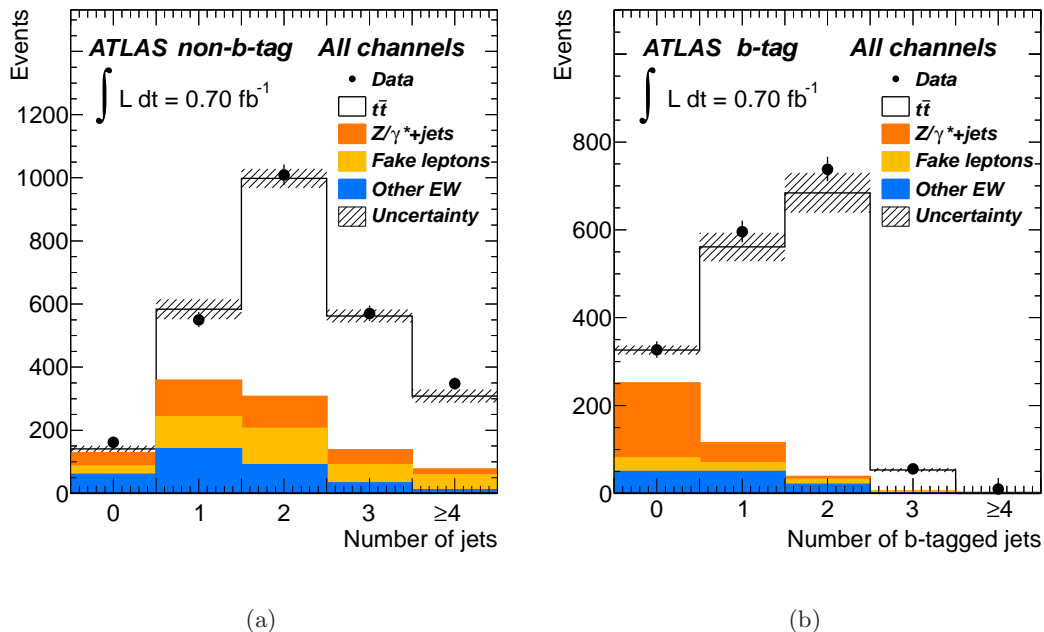 Events
ATLAS non-b-tag All channels
∫ L dt = 0.70 fb⁻¹
Data
tt̄
Z/γ*+jets
Fake leptons
Other EW
Uncertainty
1200
1000
800
600
400
200
0
0 1 2 3 ≥4
Number of jets
(a)
Events
ATLAS b-tag All channels
∫ L dt = 0.70 fb⁻¹
Data
tt̄
Z/γ*+jets
Fake leptons
Other EW
Uncertainty
800
600
400
200
0
0 1 2 3 ≥4
Number of b-tagged jets
(b)